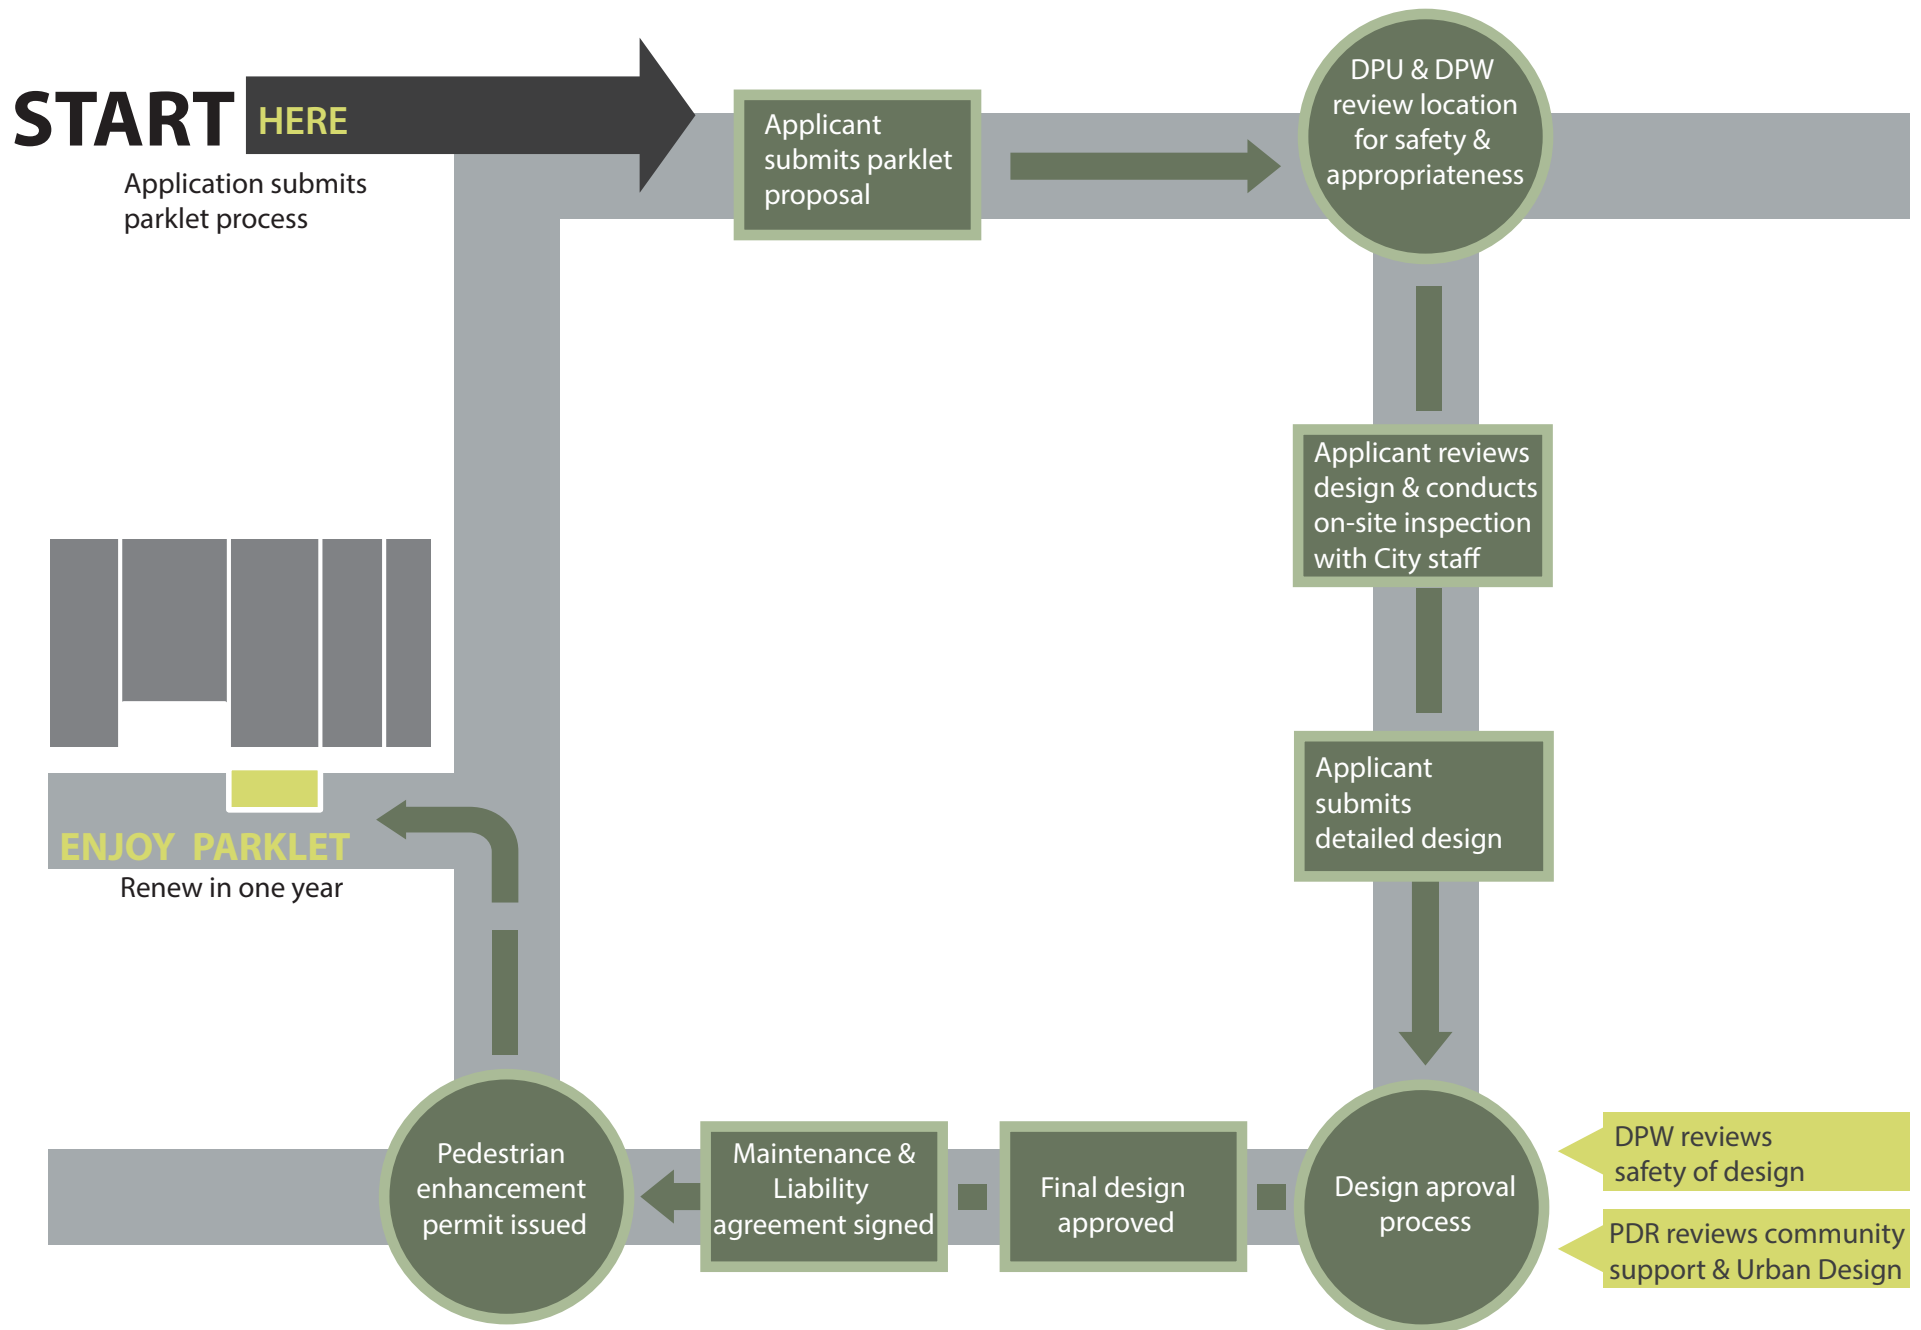 START
HERE
Application submits
parklet process
Applicant
submits parklet
proposal
DPU & DPW
review location
for safety &
appropriateness
Applicant reviews
design & conducts
on-site inspection
with City staff
Applicant
submits
detailed design
Design aproval
process
DPW reviews
safety of design
PDR reviews community
support & Urban Design
Final design
approved
Maintenance &
Liability
agreement signed
Pedestrian
enhancement
permit issued
ENJOY PARKLET
Renew in one year